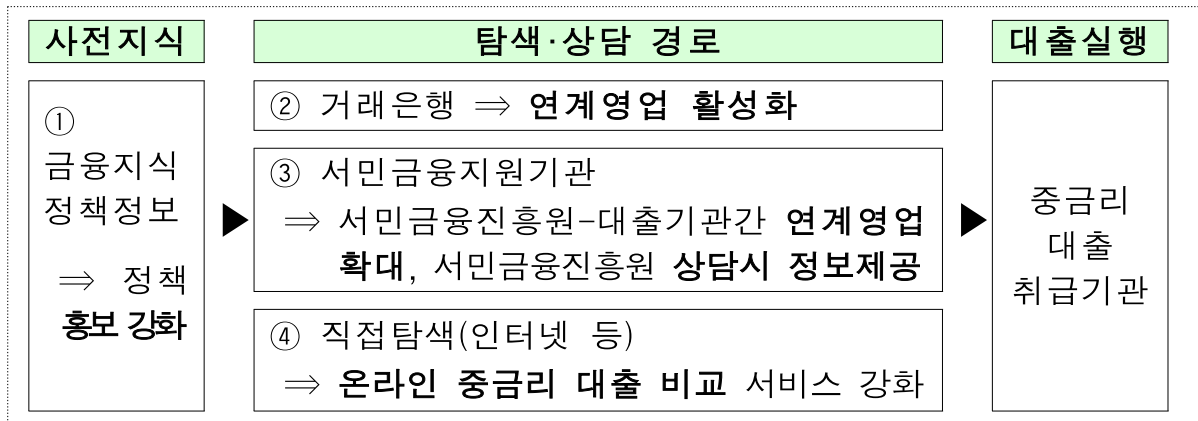 사전지식
①
금융지식
정책정보
⇒ 정책
홍보 강화
탐색·상담 경로
② 거래은행 ⇒ 연계영업 활성화
③ 서민금융지원기관
⇒ 서민금융진흥원-대출기관간 연계영업
확대, 서민금융진흥원 상담시 정보제공
④ 직접탐색(인터넷 등)
⇒ 온라인 중금리 대출 비교 서비스 강화
대출실행
중금리
대출
취급기관